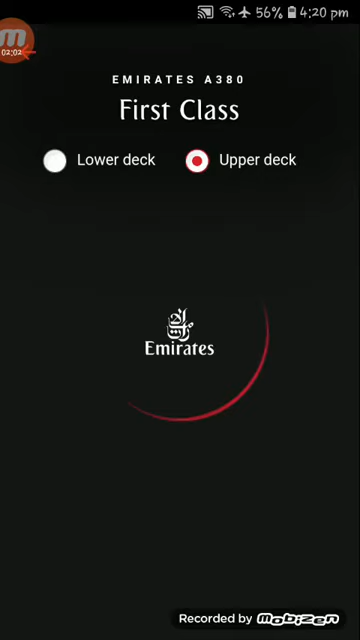 56% 4:20 pm
02:02
EMIRATES A380
First Class
Lower deck
Upper deck
Emirates
Recorded by mobizen